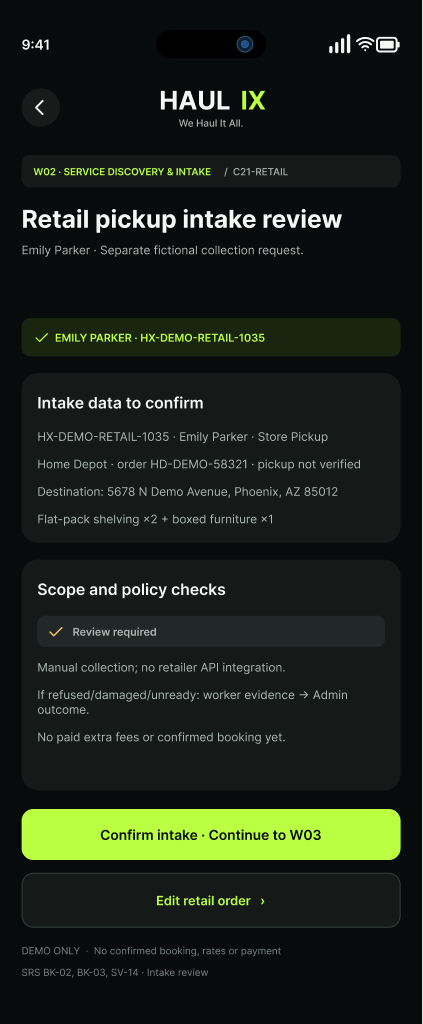 9:41
HAUL IX
We Haul It All.
W02 · SERVICE DISCOVERY & INTAKE / C21-RETAIL
Retail pickup intake review
Emily Parker · Separate fictional collection request.
EMILY PARKER · HX-DEMO-RETAIL-1035
Intake data to confirm
HX-DEMO-RETAIL-1035 · Emily Parker · Store Pickup
Home Depot · order HD-DEMO-58321 · pickup not verified
Destination: 5678 N Demo Avenue, Phoenix, AZ 85012
Flat-pack shelving ×2 + boxed furniture ×1
Scope and policy checks
Review required
Manual collection; no retailer API integration.
If refused/damaged/unready: worker evidence → Admin
outcome.
No paid extra fees or confirmed booking yet.
Confirm intake · Continue to W03
Edit retail order ›
DEMO ONLY · No confirmed booking, rates or payment
SRS BK-02, BK-03, SV-14 · Intake review